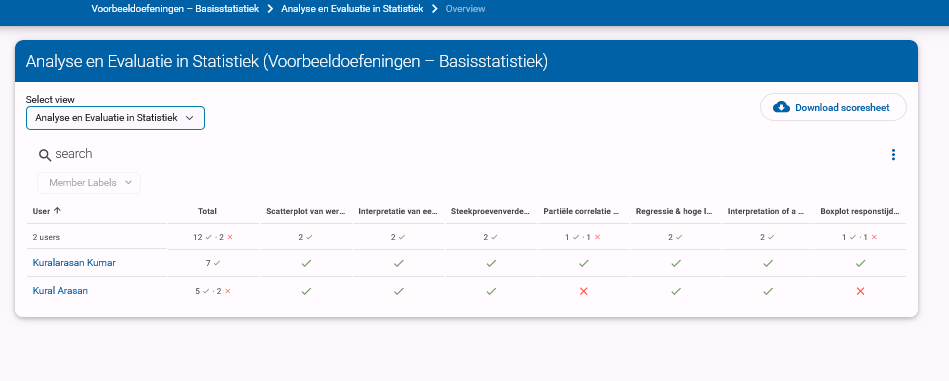 Voorbeeldoefeningen – Basisstatistiek > Analyse en Evaluatie in Statistiek > Overview
Analyse en Evaluatie in Statistiek (Voorbeeldoefeningen – Basisstatistiek)
Select view
Analyse en Evaluatie in Statistiek
Download scoresheet
search
Member Labels
User ↑ Total Scatterplot van wer... Interpretatie van ee... Steekproevenverde... Partiële correlatie ... Regressie & hoge l... Interpretation of a ... Boxplot responstijd...
2 users 12 ✓ · 2 ✗ 2 ✓ 2 ✓ 2 ✓ 1 ✓ · 1 ✗ 2 ✓ 2 ✓ 1 ✓ · 1 ✗
Kuralarasan Kumar 7 ✓ ✓ ✓ ✓ ✓ ✓ ✓ ✓
Kural Arasan 5 ✓ · 2 ✗ ✓ ✓ ✓ ✗ ✓ ✓ ✗